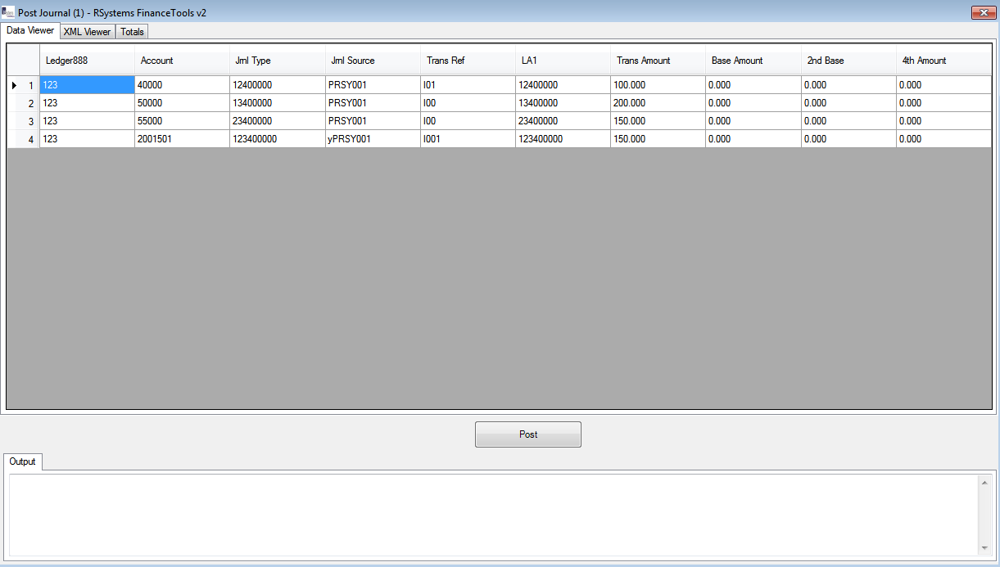 Post Journal (1) - RSystems FinanceTools v2
Data Viewer XML Viewer Totals
Ledger888 Account Jrnl Type Jrnl Source Trans Ref LA1 Trans Amount Base Amount 2nd Base 4th Amount
1 123 40000 12400000 PRSY001 I01 12400000 100.000 0.000 0.000 0.000
2 123 50000 13400000 PRSY001 I00 13400000 200.000 0.000 0.000 0.000
3 123 55000 23400000 PRSY001 I00 23400000 150.000 0.000 0.000 0.000
4 123 2001501 123400000 yPRSY001 I001 123400000 150.000 0.000 0.000 0.000
Post
Output